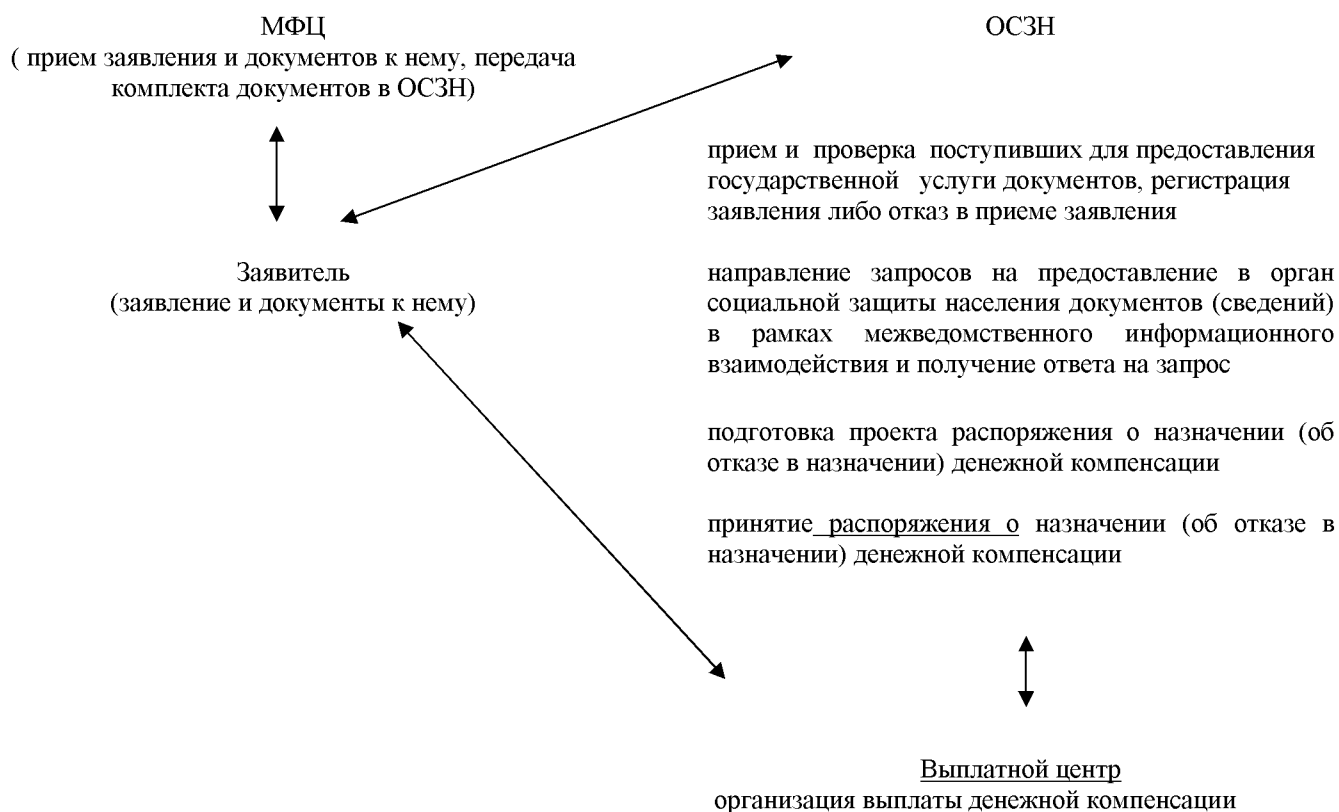 МФЦ
( прием заявления и документов к нему, передача
комплекта документов в ОСЗН)
Заявитель
(заявление и документы к нему)
ОСЗН
прием и проверка поступивших для предоставления
государственной услуги документов, регистрация
заявления либо отказ в приеме заявления
направление запросов на предоставление в орган
социальной защиты населения документов (сведений)
в рамках межведомственного информационного
взаимодействия и получение ответа на запрос
подготовка проекта распоряжения о назначении (об
отказе в назначении) денежной компенсации
принятие распоряжения о назначении (об отказе в
назначении) денежной компенсации
Выплатной центр
организация выплаты денежной компенсации